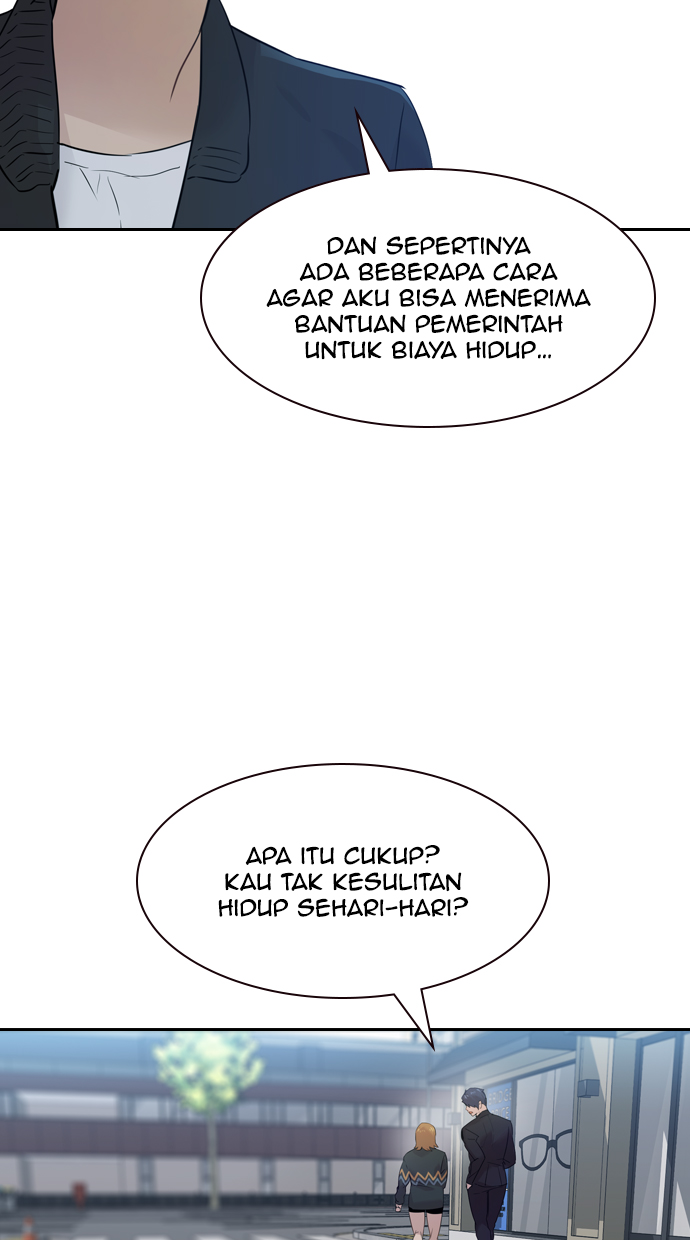 DAN SEPERTINYA
ADA BEBERAPA CARA
AGAR AKU BISA MENERIMA
BANTUAN PEMERINTAH
UNTUK BIAYA HIDUP...
APA ITU CUKUP?
KAU TAK KESULITAN
HIDUP SEHARI-HARI?